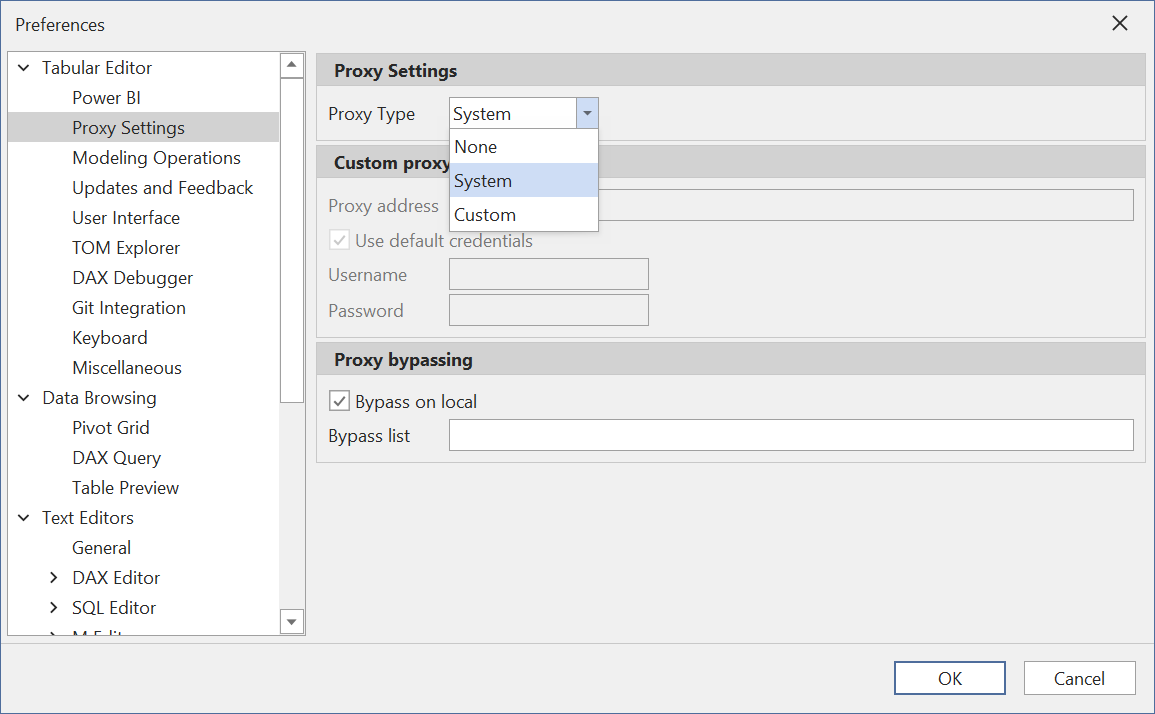 Preferences
Tabular Editor
Power BI
Proxy Settings
Modeling Operations
Updates and Feedback
User Interface
TOM Explorer
DAX Debugger
Git Integration
Keyboard
Miscellaneous
Data Browsing
Pivot Grid
DAX Query
Table Preview
Text Editors
General
DAX Editor
SQL Editor
Proxy Settings
Proxy Type
System
None
System
Custom
Custom proxy
Proxy address
Use default credentials
Username
Password
Proxy bypassing
Bypass on local
Bypass list
OK
Cancel